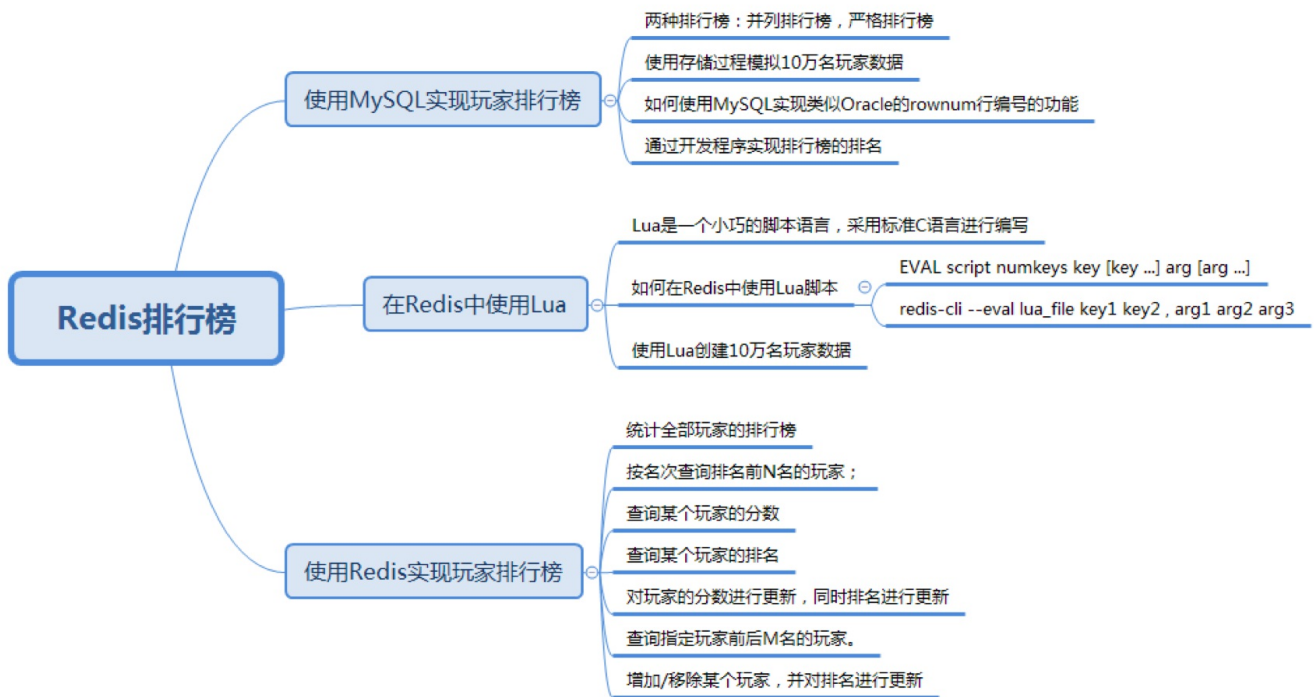 Redis排行榜
使用MySQL实现玩家排行榜
两种排行榜：并列排行榜，严格排行榜
使用存储过程模拟10万名玩家数据
如何使用MySQL实现类似Oracle的rownum行编号的功能
通过开发程序实现排行榜的排名
在Redis中使用Lua
Lua是一个小巧的脚本语言，采用标准C语言进行编写
如何在Redis中使用Lua脚本
EVAL script numkeys key [key ...] arg [arg ...]
redis-cli --eval lua_file key1 key2 , arg1 arg2 arg3
使用Lua创建10万名玩家数据
使用Redis实现玩家排行榜
统计全部玩家的排行榜
按名次查询排名前N名的玩家；
查询某个玩家的分数
查询某个玩家的排名
对玩家的分数进行更新，同时排名进行更新
查询指定玩家前后M名的玩家。
增加/移除某个玩家，并对排名进行更新